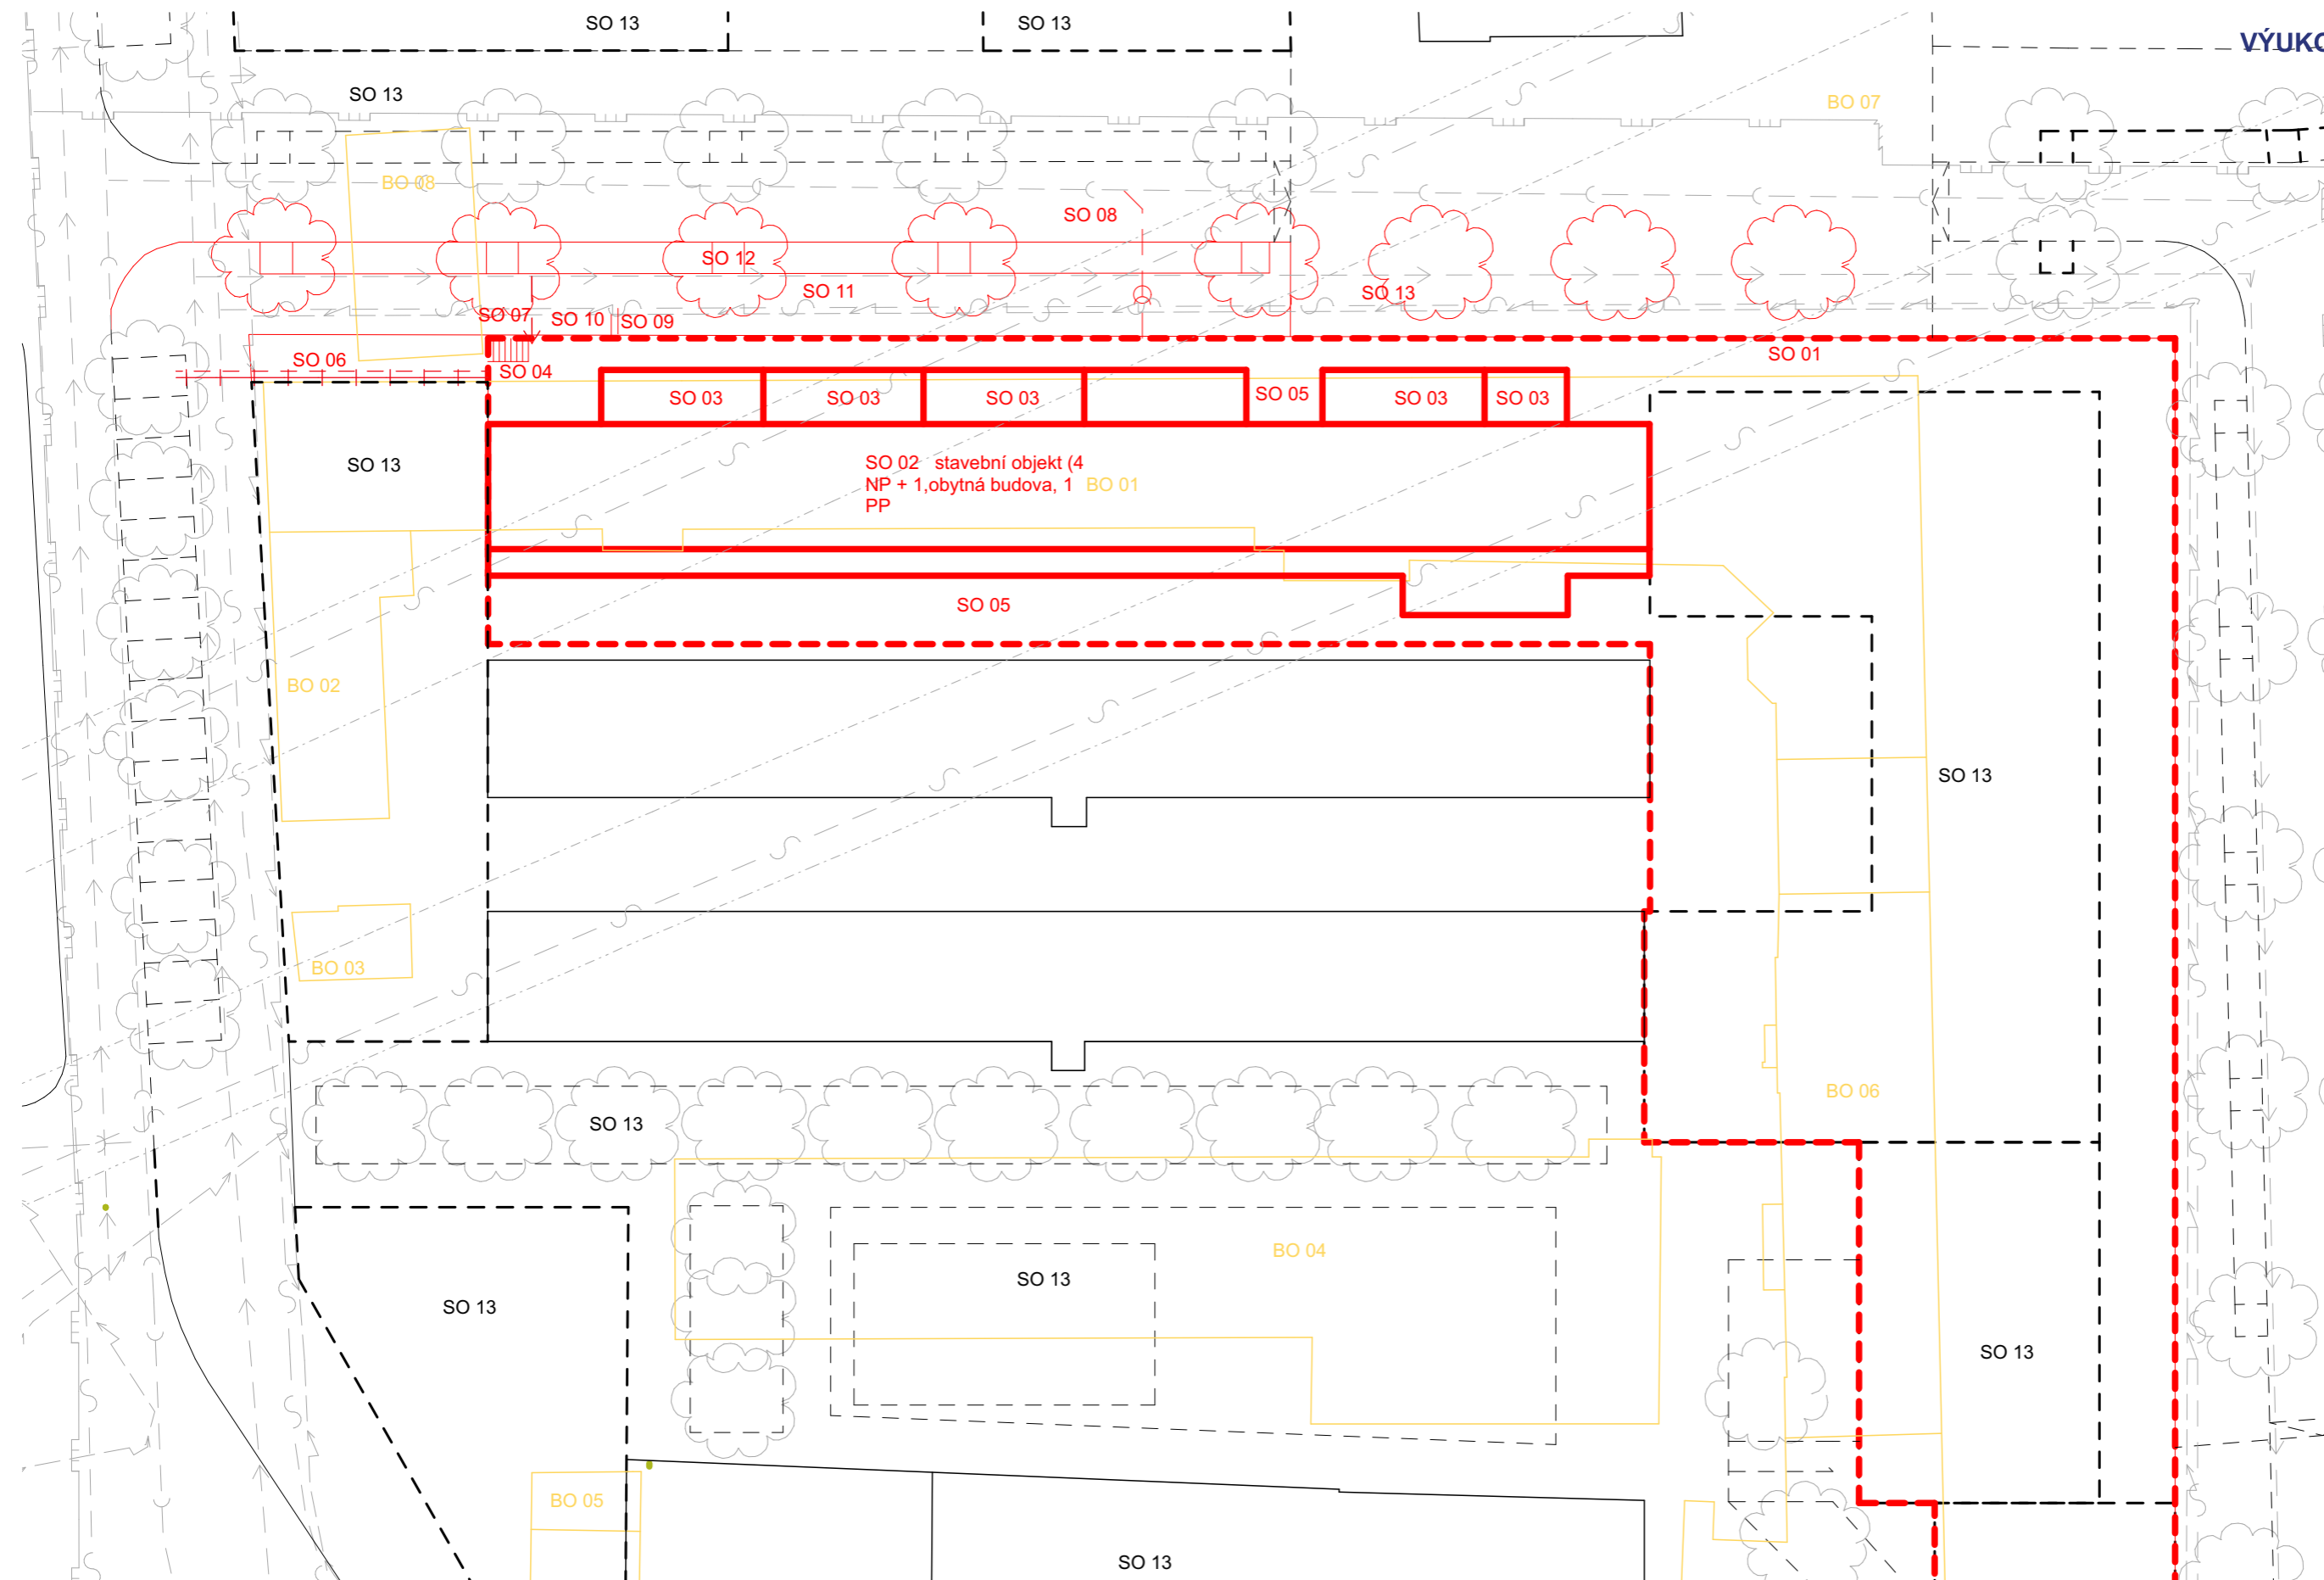 SO 13
SO 13
VÝUKO
SO 13
BO 07
BO 08
SO 08
SO 12
SO 11
SO 13
SO 07
SO 10
SO 09
SO 06
SO 04
SO 01
SO 03
SO 03
SO 03
SO 05
SO 03
SO 03
SO 13
SO 02 stavební objekt (4
NP + 1,obytná budova, 1
PP
BO 01
SO 05
BO 02
SO 13
BO 03
BO 06
SO 13
BO 04
SO 13
SO 13
SO 13
BO 05
SO 13